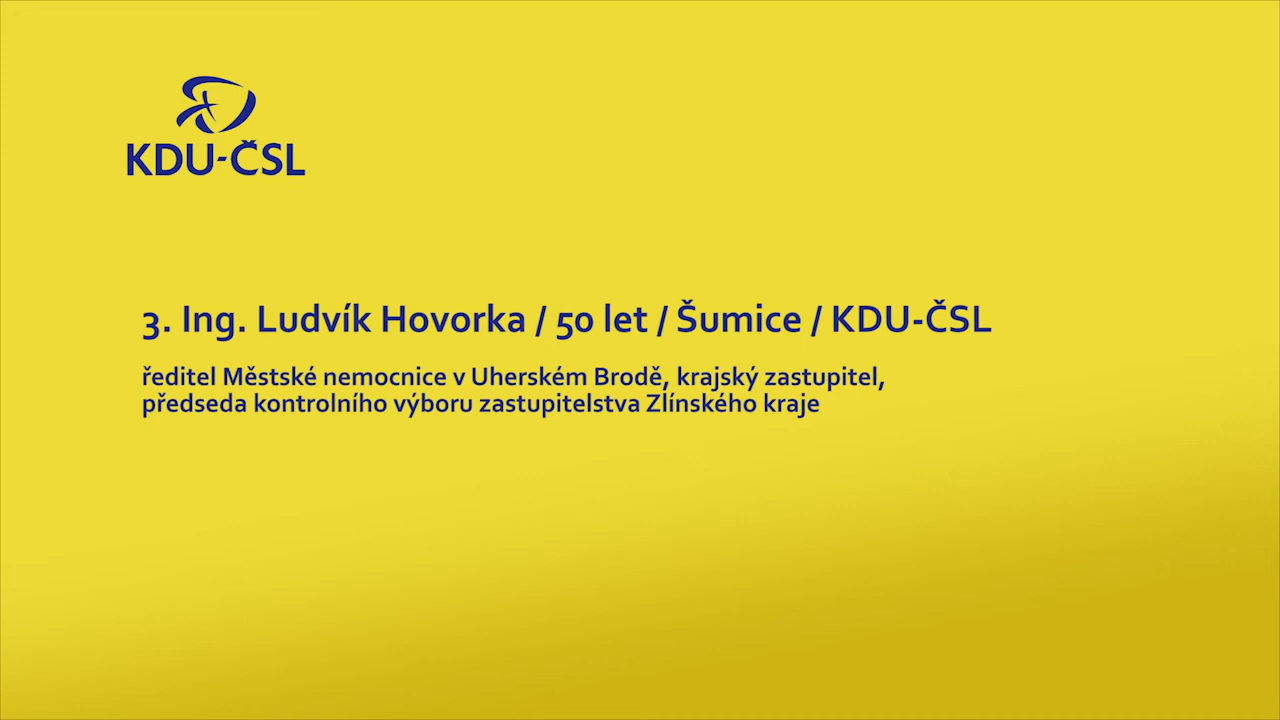 KDU-ČSL
3. Ing. Ludvík Hovorka / 50 let / Šumice / KDU-ČSL
ředitel Městské nemocnice v Uherském Brodě, krajský zastupitel,
předseda kontrolního výboru zastupitelstva Zlínského kraje